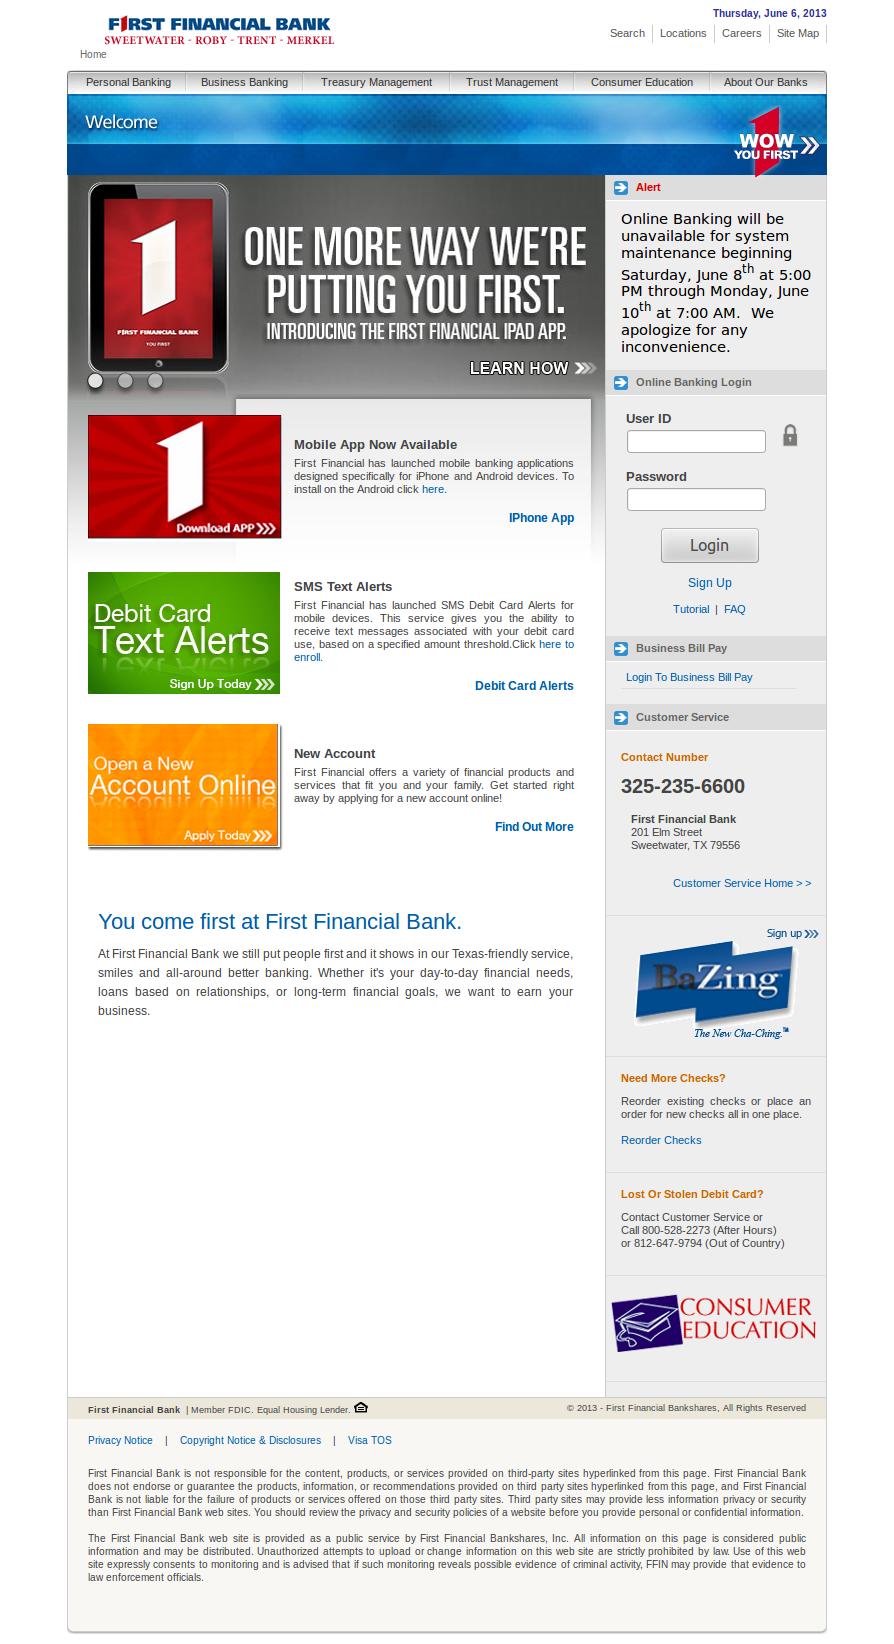 Thursday, June 6, 2013
FIRST FINANCIAL BANK
SWEETWATER - ROBY - TRENT - MERKEL
Search Locations Careers Site Map
Home
Personal Banking Business Banking Treasury Management Trust Management Consumer Education About Our Banks
Welcome
WOW
YOU FIRST
FIRST FINANCIAL BANK
YOU FIRST
ONE MORE WAY WE'RE
PUTTING YOU FIRST.
INTRODUCING THE FIRST FINANCIAL IPAD APP.
LEARN HOW
Download APP
Mobile App Now Available
First Financial has launched mobile banking applications
designed specifically for iPhone and Android devices. To
install on the Android click here.
IPhone App
Debit Card
Text Alerts
Sign Up Today
SMS Text Alerts
First Financial has launched SMS Debit Card Alerts for
mobile devices. This service gives you the ability to
receive text messages associated with your debit card
use, based on a specified amount threshold.Click here to
enroll.
Debit Card Alerts
Open a New
Account Online
Apply Today
New Account
First Financial offers a variety of financial products and
services that fit you and your family. Get started right
away by applying for a new account online!
Find Out More
You come first at First Financial Bank.
At First Financial Bank we still put people first and it shows in our Texas-friendly service,
smiles and all-around better banking. Whether it's your day-to-day financial needs,
loans based on relationships, or long-term financial goals, we want to earn your
business.
Alert
Online Banking will be
unavailable for system
maintenance beginning
Saturday, June 8th at 5:00
PM through Monday, June
10th at 7:00 AM. We
apologize for any
inconvenience.
Online Banking Login
User ID
Password
Login
Sign Up
Tutorial | FAQ
Business Bill Pay
Login To Business Bill Pay
Customer Service
Contact Number
325-235-6600
First Financial Bank
201 Elm Street
Sweetwater, TX 79556
Customer Service Home > >
Sign up
BaZing
The New Cha-Ching.™
Need More Checks?
Reorder existing checks or place an
order for new checks all in one place.
Reorder Checks
Lost Or Stolen Debit Card?
Contact Customer Service or
Call 800-528-2273 (After Hours)
or 812-647-9794 (Out of Country)
CONSUMER
EDUCATION
First Financial Bank | Member FDIC. Equal Housing Lender.
© 2013 - First Financial Bankshares, All Rights Reserved
Privacy Notice | Copyright Notice & Disclosures | Visa TOS
First Financial Bank is not responsible for the content, products, or services provided on third-party sites hyperlinked from this page. First Financial Bank
does not endorse or guarantee the products, information, or recommendations provided on third party sites hyperlinked from this page, and First Financial
Bank is not liable for the failure of products or services offered on those third party sites. Third party sites may provide less information privacy or security
than First Financial Bank web sites. You should review the privacy and security policies of a website before you provide personal or confidential information.
The First Financial Bank web site is provided as a public service by First Financial Bankshares, Inc. All information on this page is considered public
information and may be distributed. Unauthorized attempts to upload or change information on this web site are strictly prohibited by law. Use of this web
site expressly consents to monitoring and is advised that if such monitoring reveals possible evidence of criminal activity, FFIN may provide that evidence to
law enforcement officials.